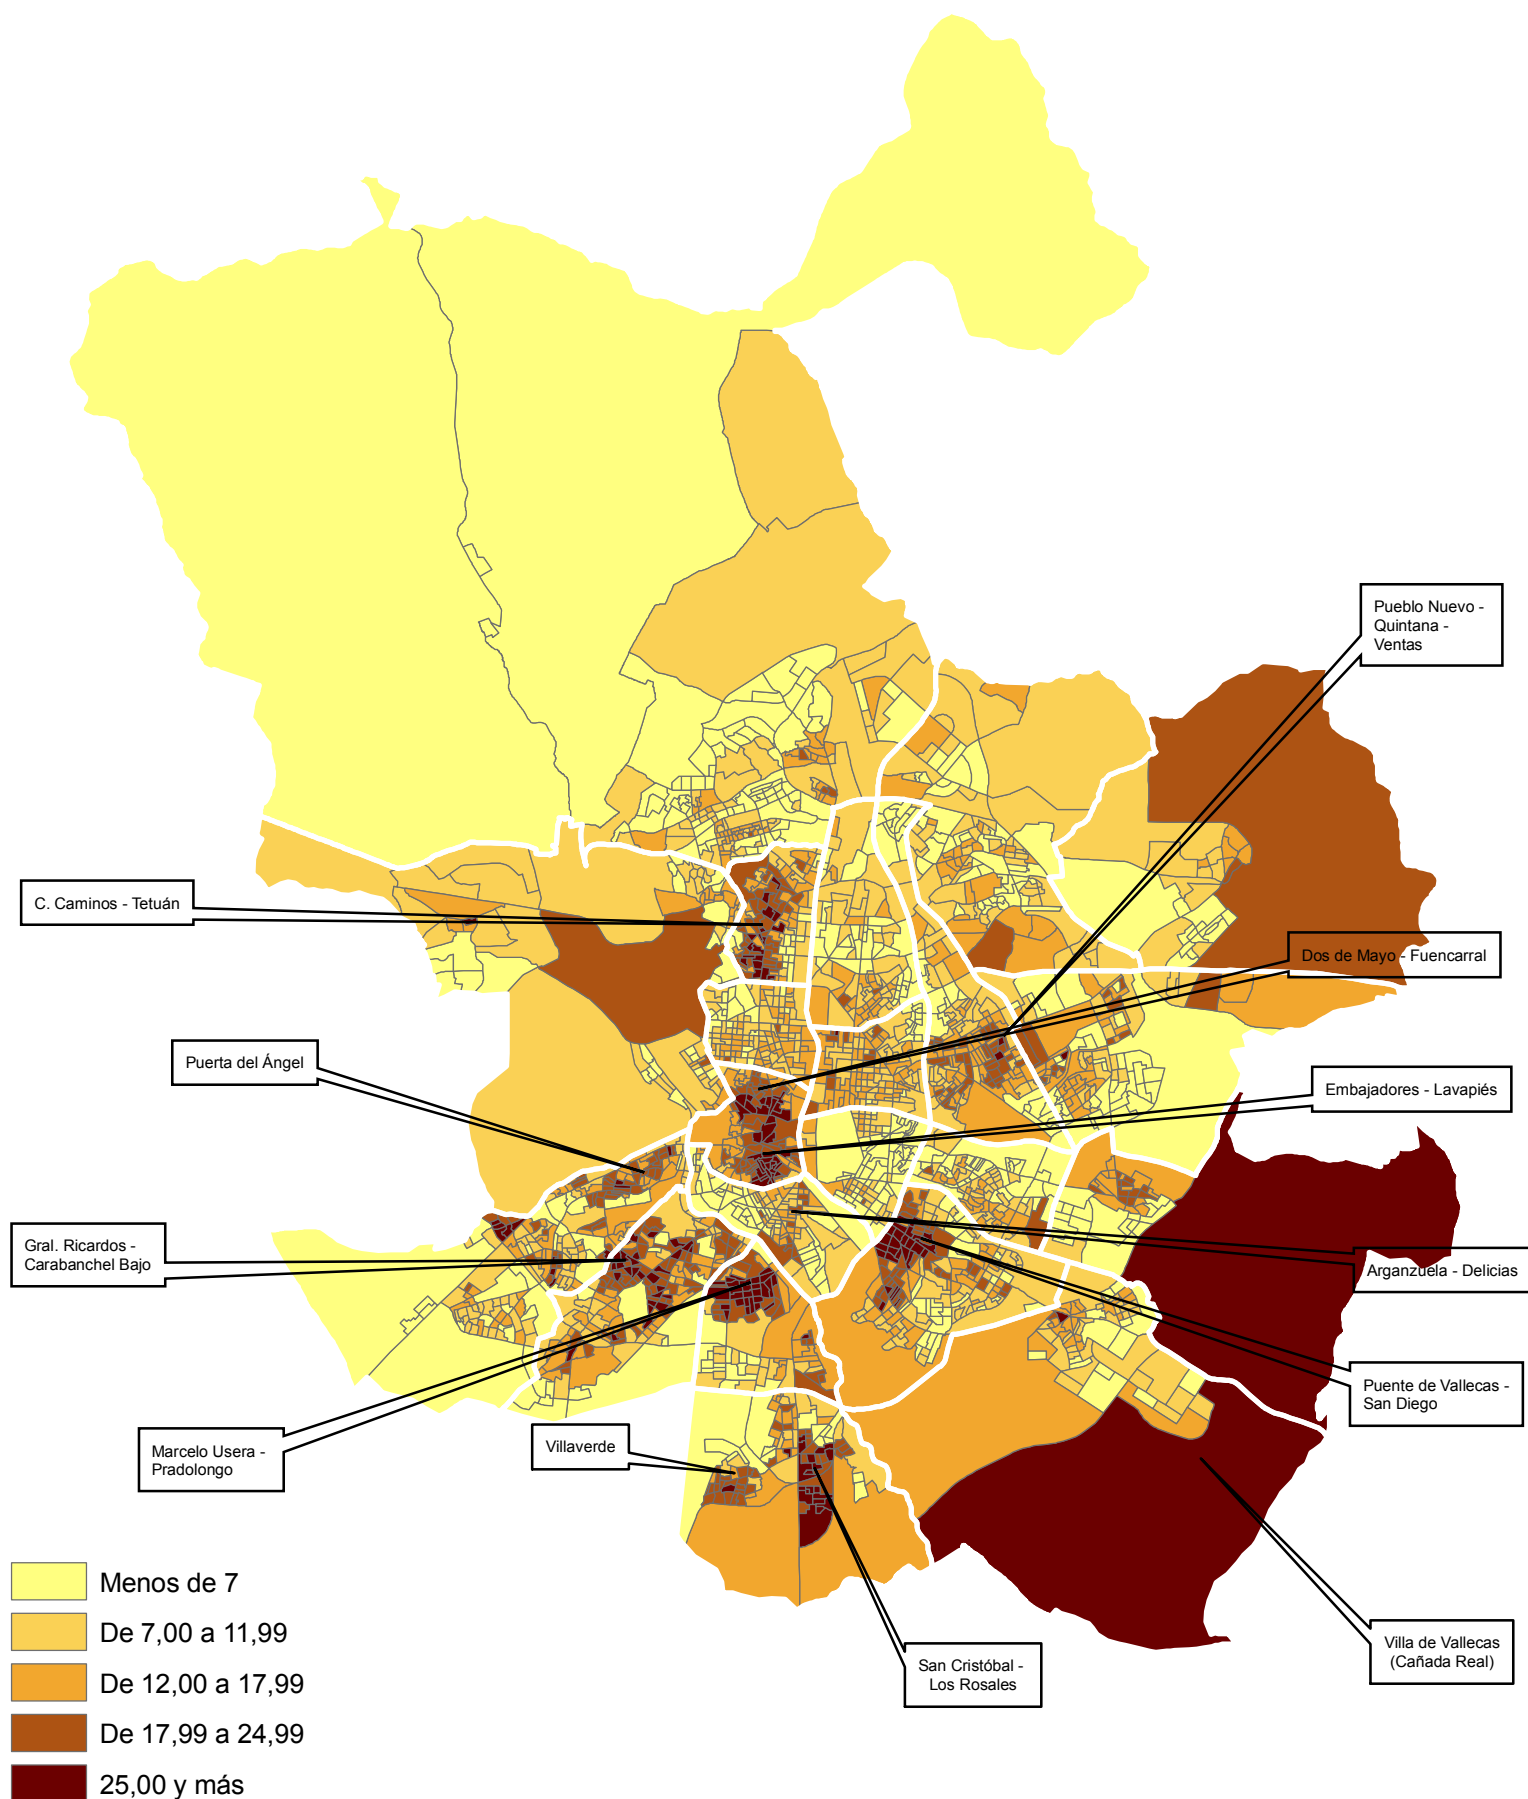 Pueblo Nuevo -
Quintana -
Ventas
C. Caminos - Tetuán
Dos de Mayo - Fuencarral
Puerta del Ángel
Embajadores - Lavapiés
Gral. Ricardos -
Carabanchel Bajo
Arganzuela - Delicias
Puente de Vallecas -
San Diego
Marcelo Usera -
Pradolongo
Villaverde
San Cristóbal -
Los Rosales
Villa de Vallecas
(Cañada Real)
Menos de 7
De 7,00 a 11,99
De 12,00 a 17,99
De 17,99 a 24,99
25,00 y más